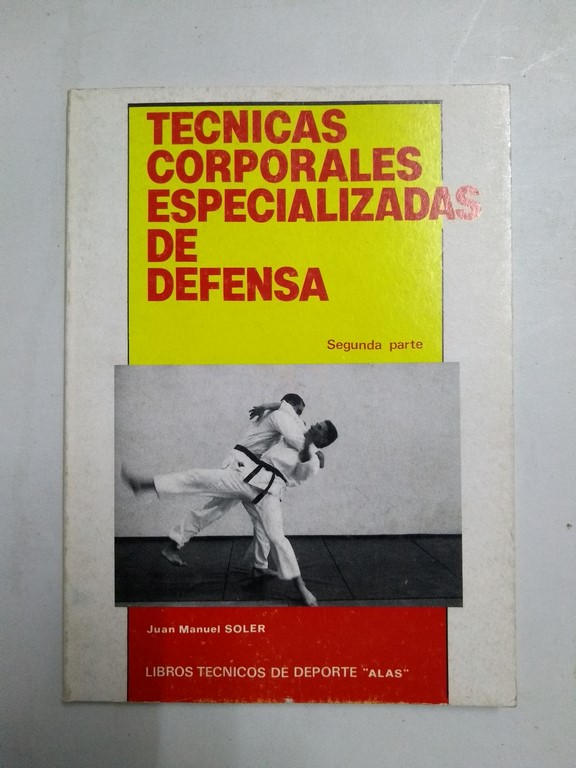 TECNICAS
CORPORALES
ESPECIALIZADAS
DE
DEFENSA
Segunda parte
Juan Manuel SOLER
LIBROS TECNICOS DE DEPORTE "ALAS"